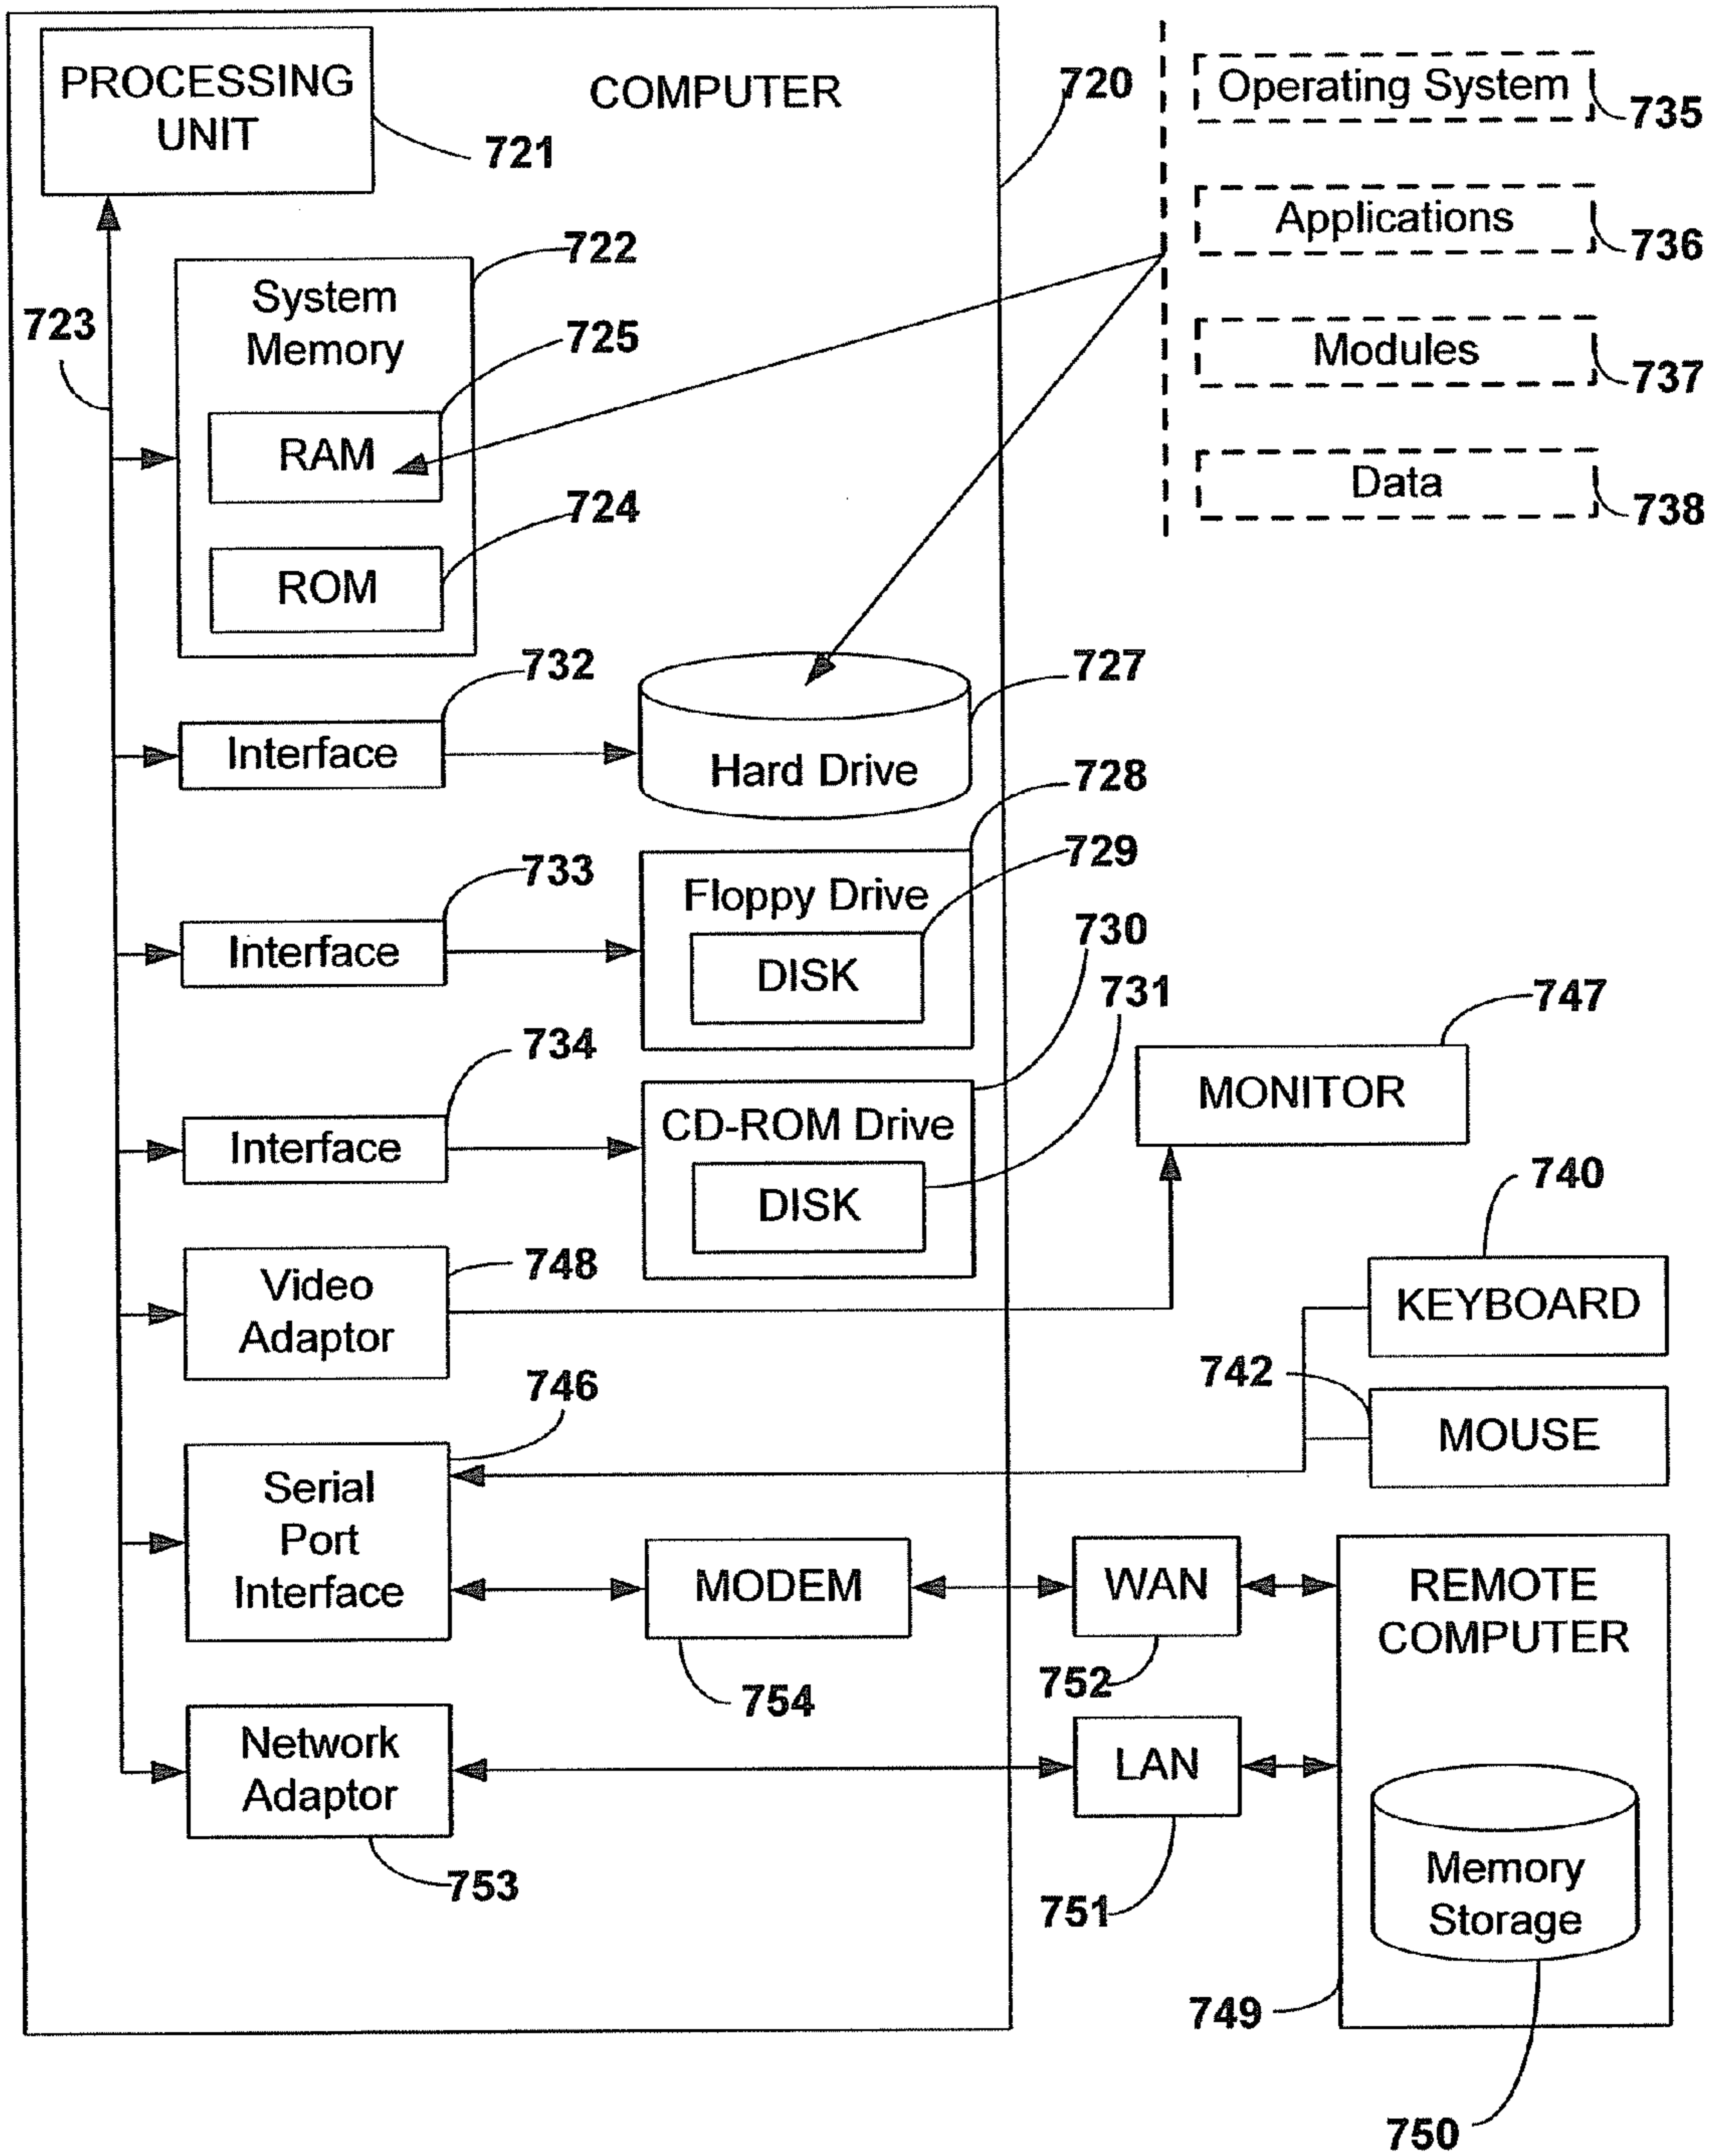 PROCESSING
UNIT
721
COMPUTER
720
Operating System
735
Applications
736
Modules
737
Data
738
723
722
System
Memory
725
RAM
724
ROM
732
Interface
727
Hard Drive
728
733
Interface
729
Floppy Drive
DISK
730
731
734
Interface
CD-ROM Drive
DISK
747
MONITOR
740
KEYBOARD
748
Video
Adaptor
742
MOUSE
746
Serial
Port
Interface
MODEM
754
WAN
752
REMOTE
COMPUTER
Network
Adaptor
753
LAN
751
Memory
Storage
749
750